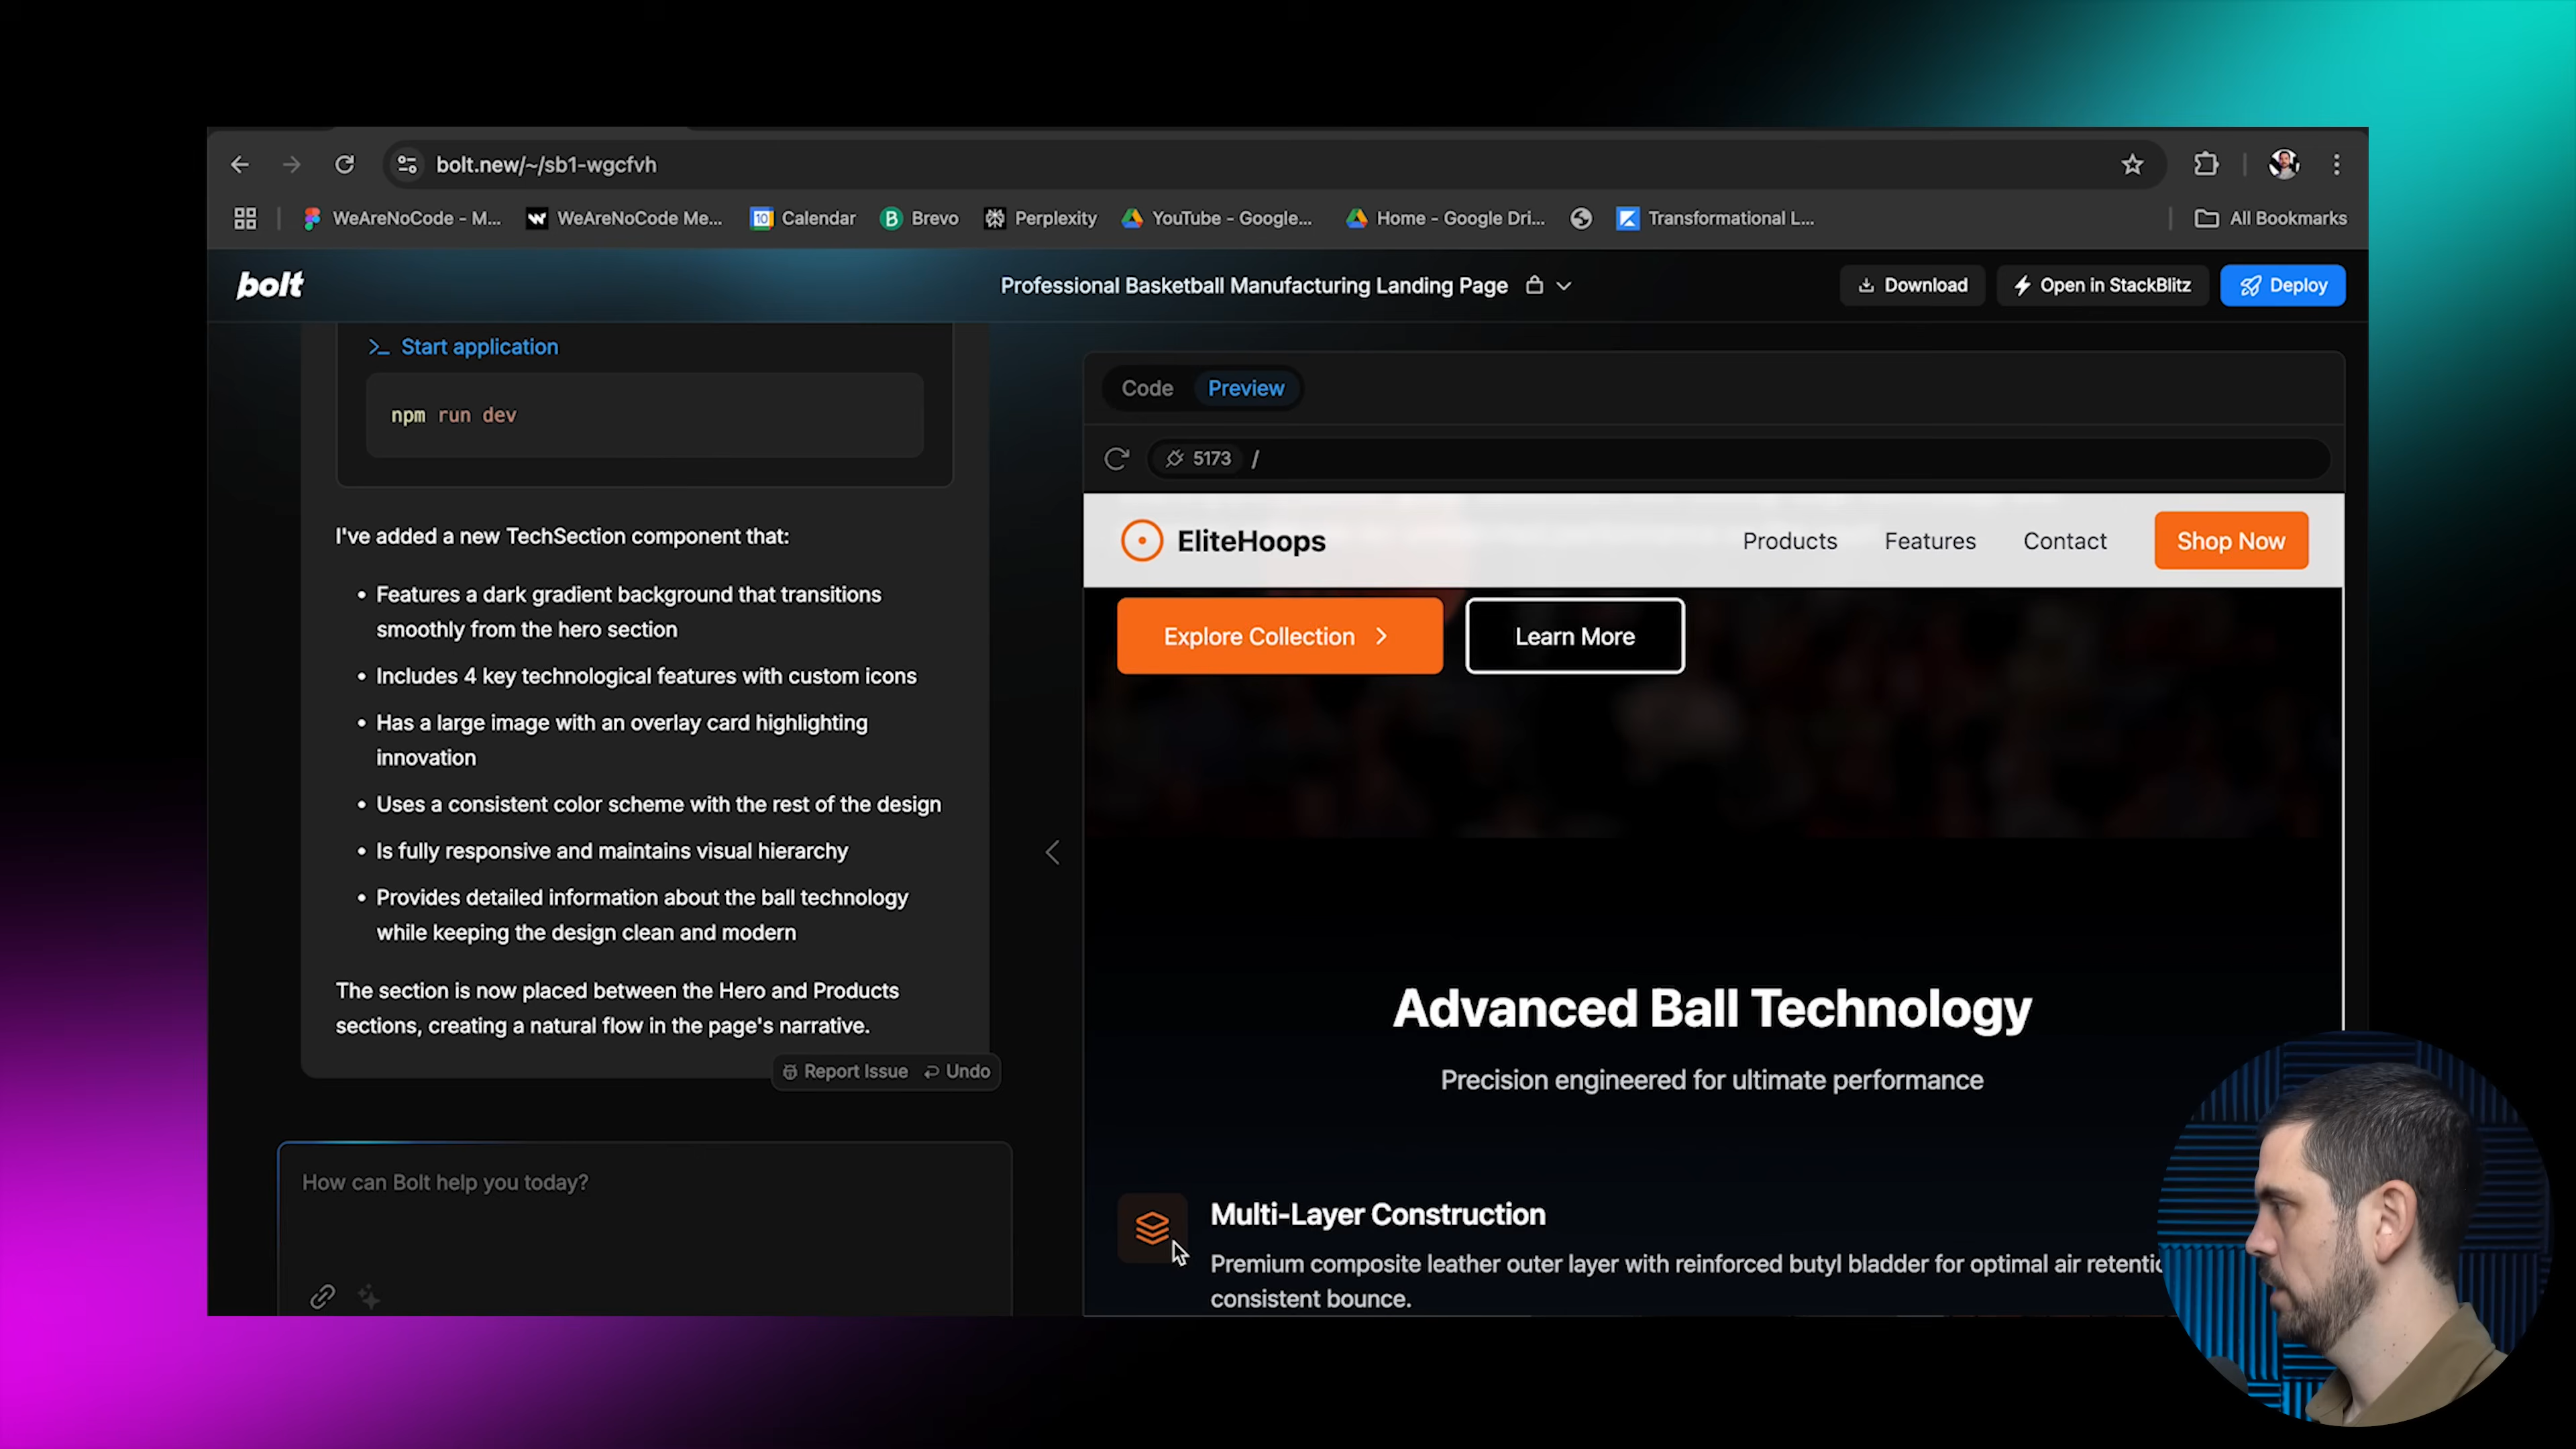 bolt.new/~/sb1-wgcfvh
WeAreNoCode - M...
WeAreNoCode Me...
10
Calendar
B
Brevo
Perplexity
YouTube - Google...
Home - Google Dri...
Transformational L...
All Bookmarks
bolt
Professional Basketball Manufacturing Landing Page
Download
Open in StackBlitz
Deploy
>_ Start application
npm run dev
I've added a new TechSection component that:
• Features a dark gradient background that transitions
smoothly from the hero section
• Includes 4 key technological features with custom icons
• Has a large image with an overlay card highlighting
innovation
• Uses a consistent color scheme with the rest of the design
• Is fully responsive and maintains visual hierarchy
• Provides detailed information about the ball technology
while keeping the design clean and modern
The section is now placed between the Hero and Products
sections, creating a natural flow in the page's narrative.
Report Issue
Undo
How can Bolt help you today?
Code
Preview
5173 /
EliteHoops
Products
Features
Contact
Shop Now
Explore Collection
Learn More
Advanced Ball Technology
Precision engineered for ultimate performance
Multi-Layer Construction
Premium composite leather outer layer with reinforced butyl bladder for optimal air
consistent bounce.